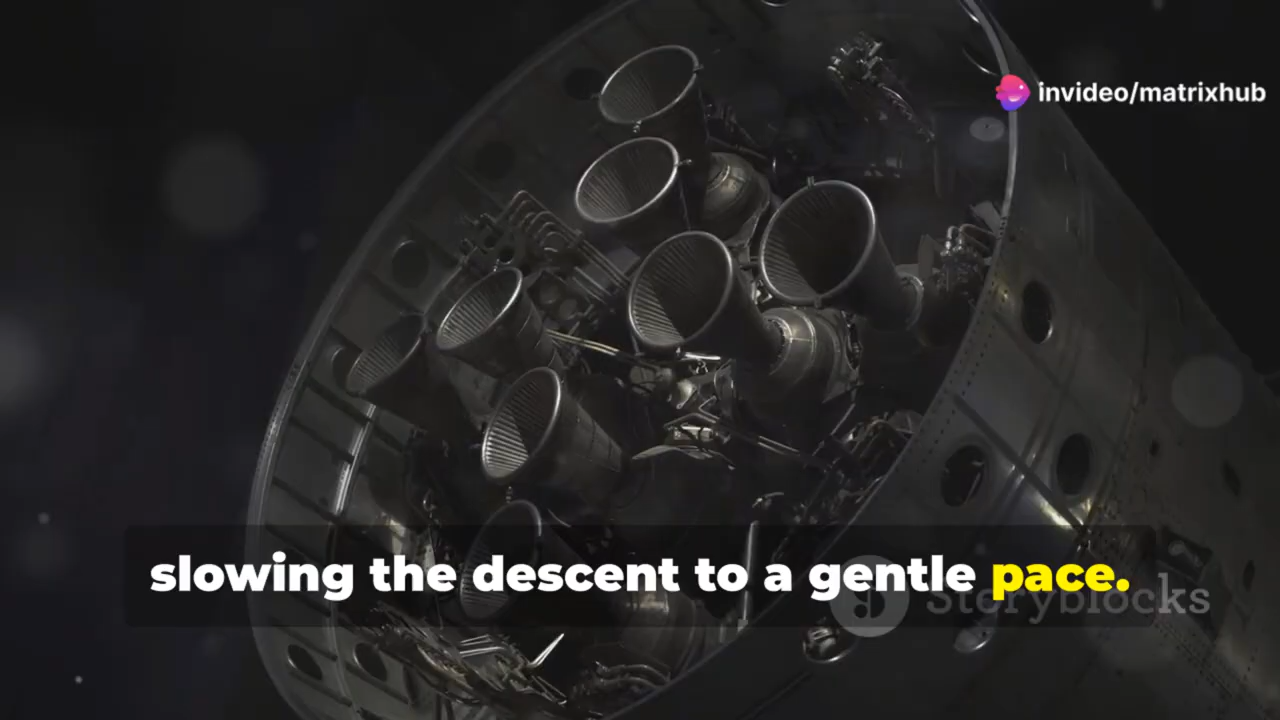 invideo/matrixhub
slowing the descent to a gentle pace.
Storyblocks